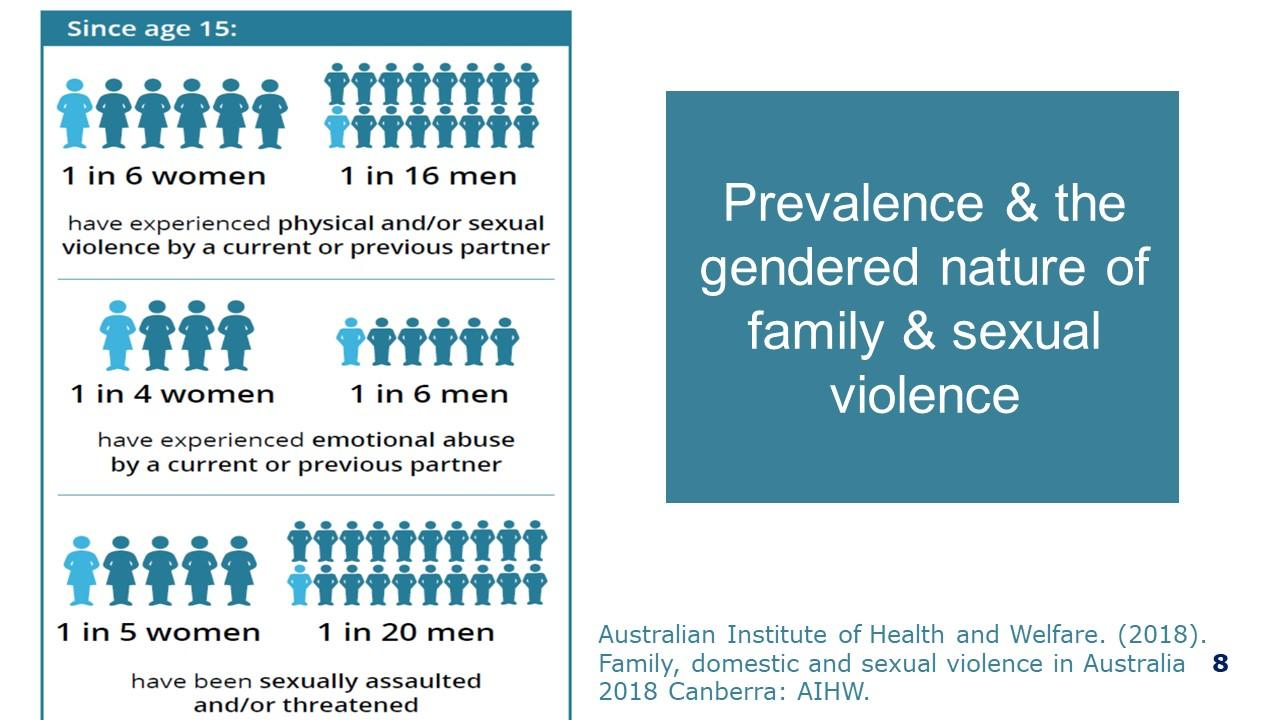 Since age 15:
1 in 6 women
1 in 16 men
have experienced physical and/or sexual
violence by a current or previous partner
1 in 4 women
1 in 6 men
have experienced emotional abuse
by a current or previous partner
1 in 5 women
1 in 20 men
have been sexually assaulted
and/or threatened
Prevalence & the
gendered nature of
family & sexual
violence
Australian Institute of Health and Welfare. (2018).
Family, domestic and sexual violence in Australia
2018 Canberra: AIHW.
8